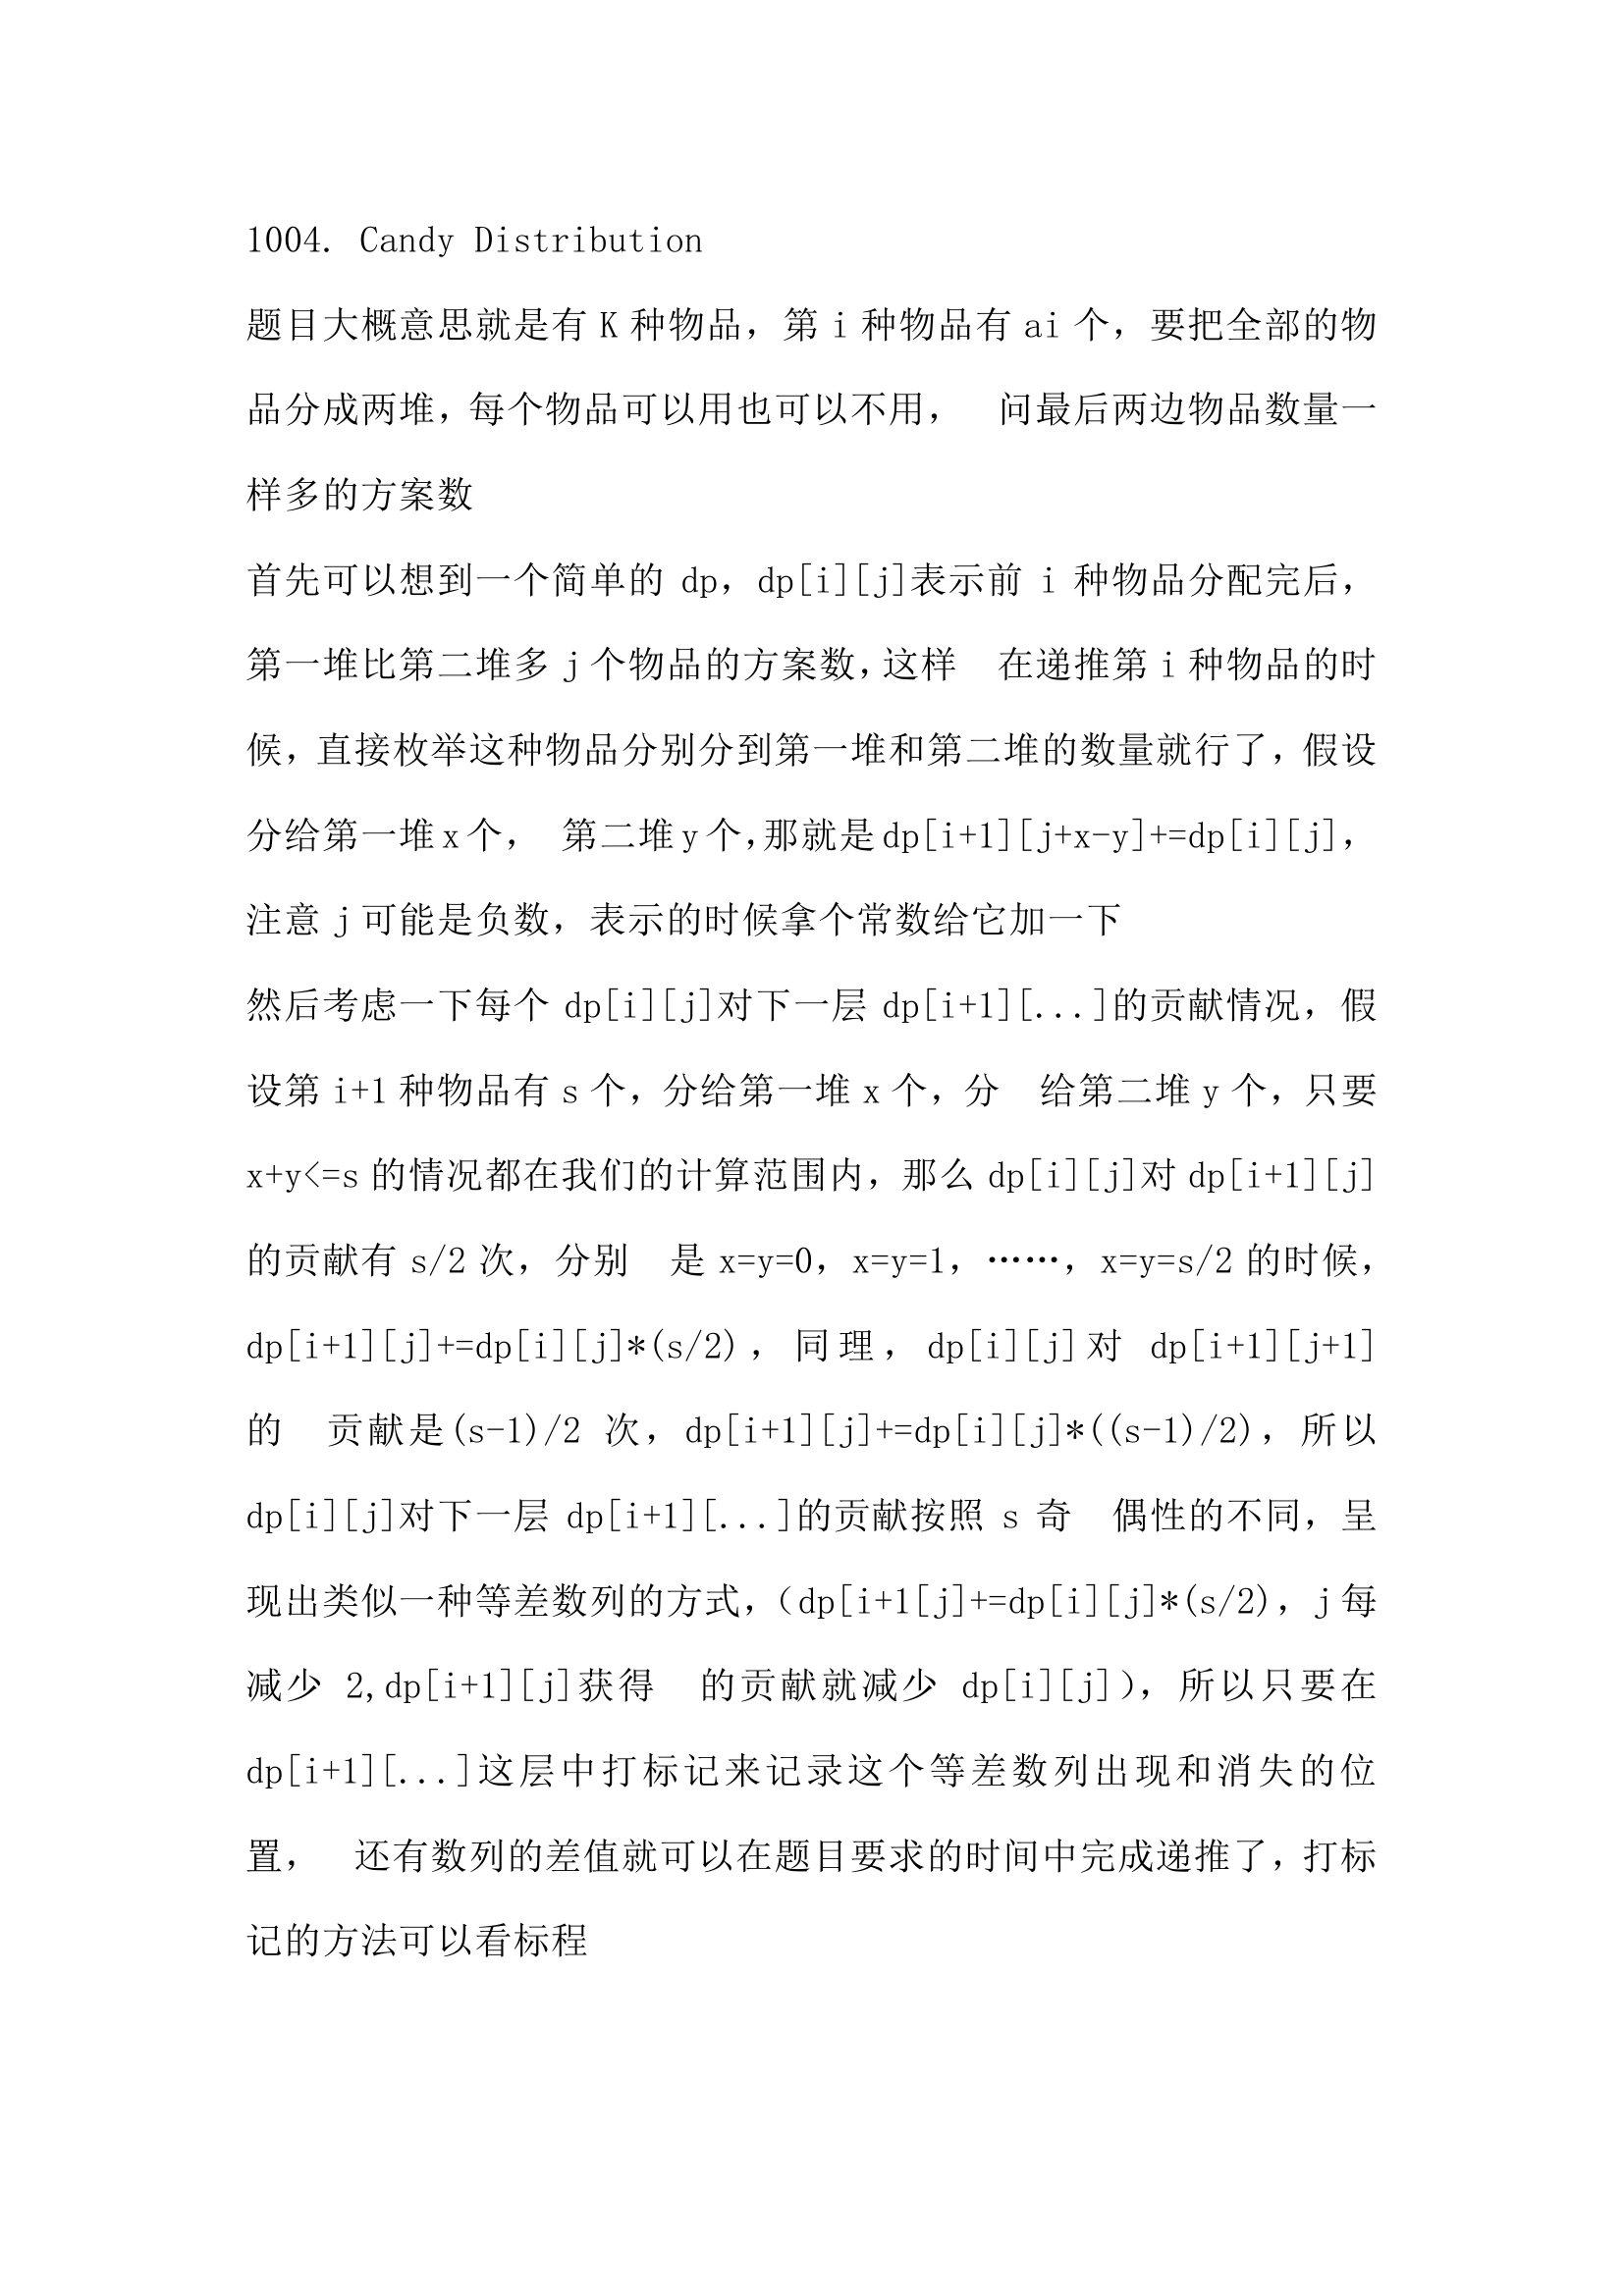 1004. Candy Distribution
题目大概意思就是有 K 种物品，第 i 种物品有 ai 个，要把全部的物
品分成两堆，每个物品可以用也可以不用，　问最后两边物品数量一
样多的方案数
首先可以想到一个简单的 dp，dp[i][j]表示前 i 种物品分配完后，
第一堆比第二堆多 j 个物品的方案数，这样　在递推第 i 种物品的时
候，直接枚举这种物品分别分到第一堆和第二堆的数量就行了，假设
分给第一堆 x 个，　第二堆 y 个，那就是 dp[i+1][j+x-y]+=dp[i][j]，
注意 j 可能是负数，表示的时候拿个常数给它加一下
然后考虑一下每个 dp[i][j]对下一层 dp[i+1][...]的贡献情况，假
设第 i+1 种物品有 s 个，分给第一堆 x 个，分　给第二堆 y 个，只要
x+y<=s 的情况都在我们的计算范围内，那么 dp[i][j]对 dp[i+1][j]
的贡献有 s/2 次，分别　是 x=y=0，x=y=1，……，x=y=s/2 的时候，
dp[i+1][j]+=dp[i][j]*(s/2)，同理，dp[i][j]对 dp[i+1][j+1]
的　贡献是(s-1)/2 次，dp[i+1][j]+=dp[i][j]*((s-1)/2)，所以
dp[i][j]对下一层 dp[i+1][...]的贡献按照 s 奇　偶性的不同，呈
现出类似一种等差数列的方式，（dp[i+1[j]+=dp[i][j]*(s/2)，j 每
减少 2,dp[i+1][j]获得　的贡献就减少 dp[i][j]），所以只要在
dp[i+1][...]这层中打标记来记录这个等差数列出现和消失的位
置，　还有数列的差值就可以在题目要求的时间中完成递推了，打标
记的方法可以看标程